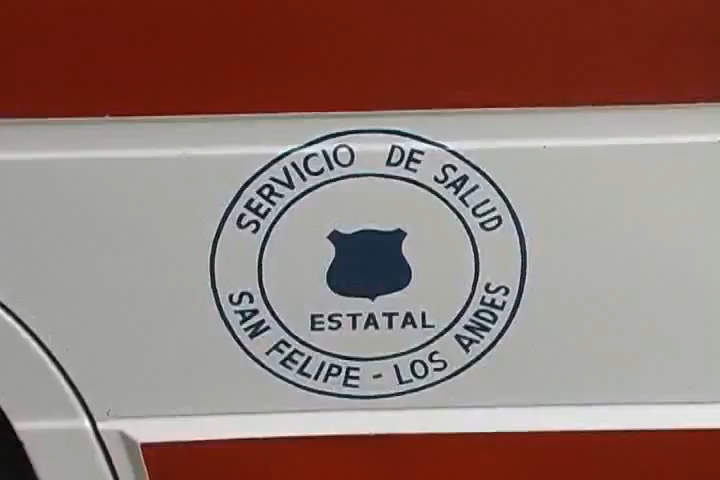 SERVICIO DE SALUD
ESTATAL
SAN FELIPE - LOS ANDES